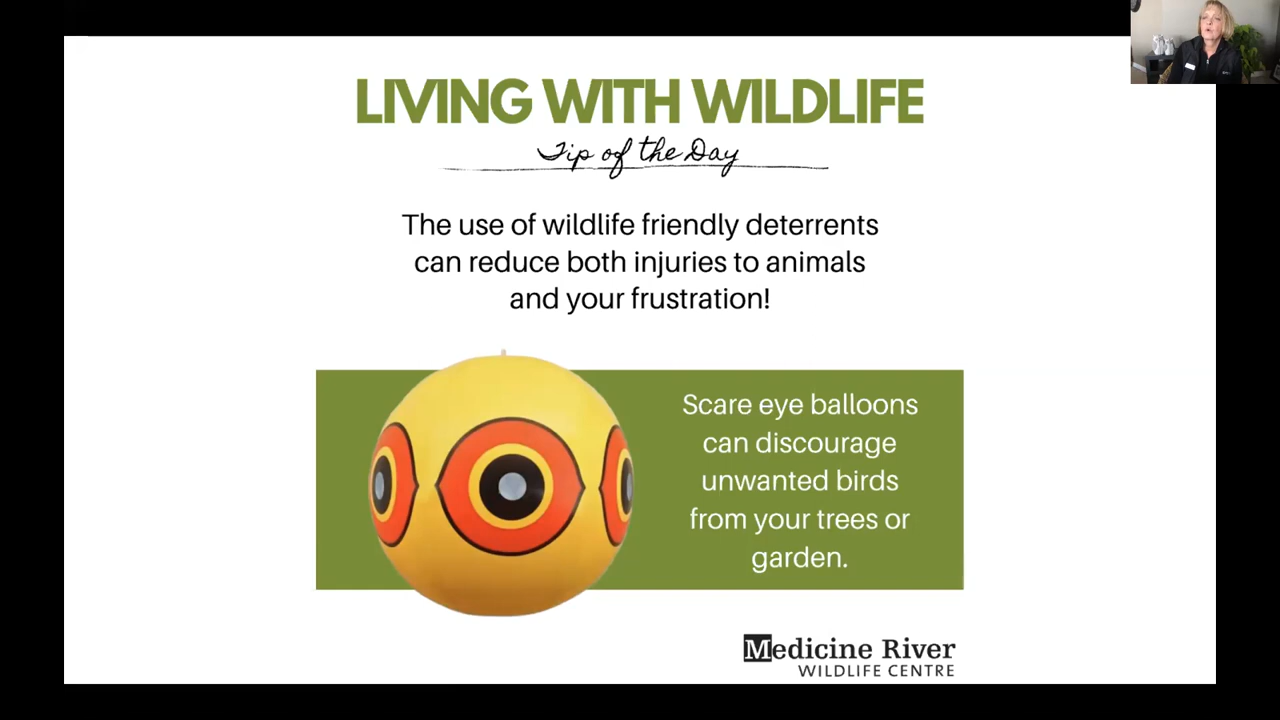 LIVING WITH WILDLIFE
Tip of the Day
The use of wildlife friendly deterrents
can reduce both injuries to animals
and your frustration!
Scare eye balloons
can discourage
unwanted birds
from your trees or
garden.
Medicine River
WILDLIFE CENTRE